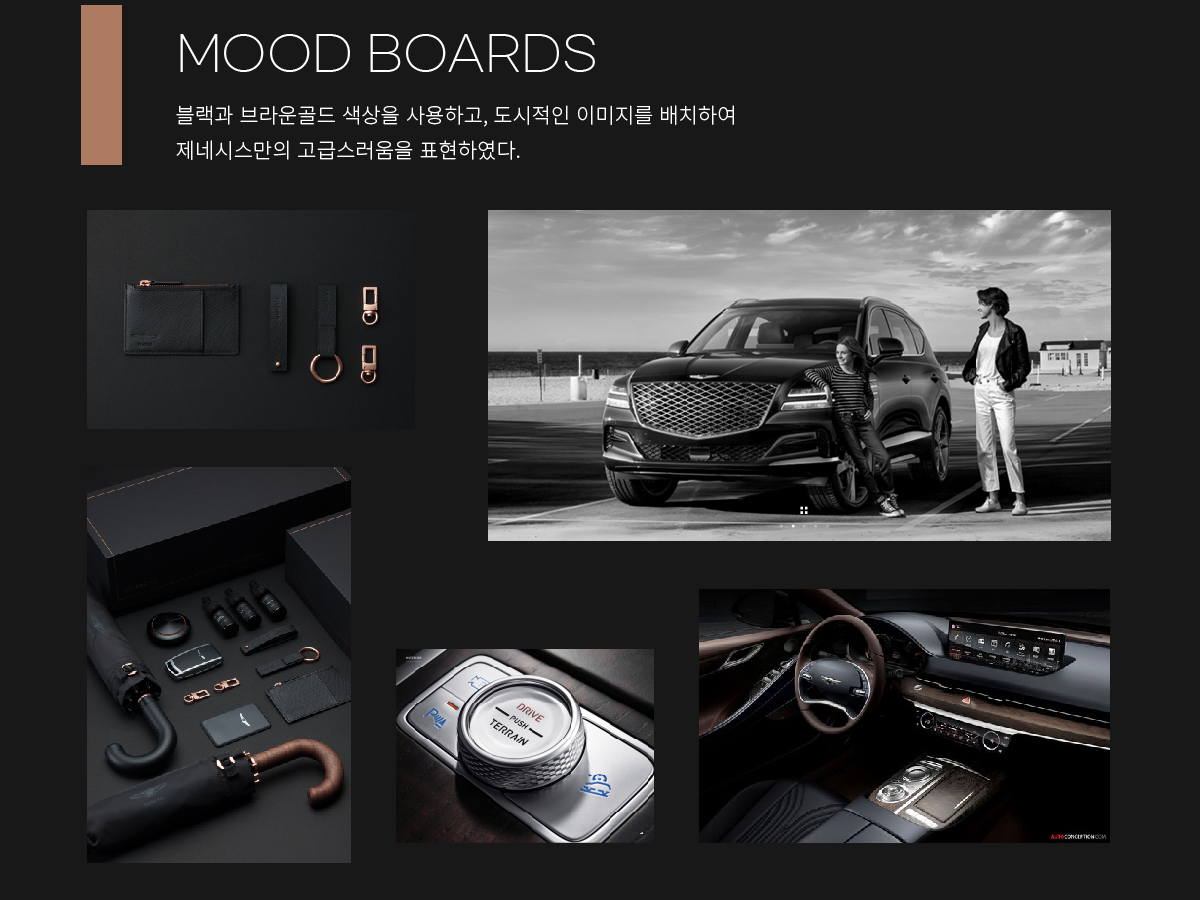 MOOD BOARDS
블랙과 브라운골드 색상을 사용하고, 도시적인 이미지를 배치하여
제네시스만의 고급스러움을 표현하였다.
DRIVE
PUSH
TERRAIN
AUTOCONCEPTION.COM